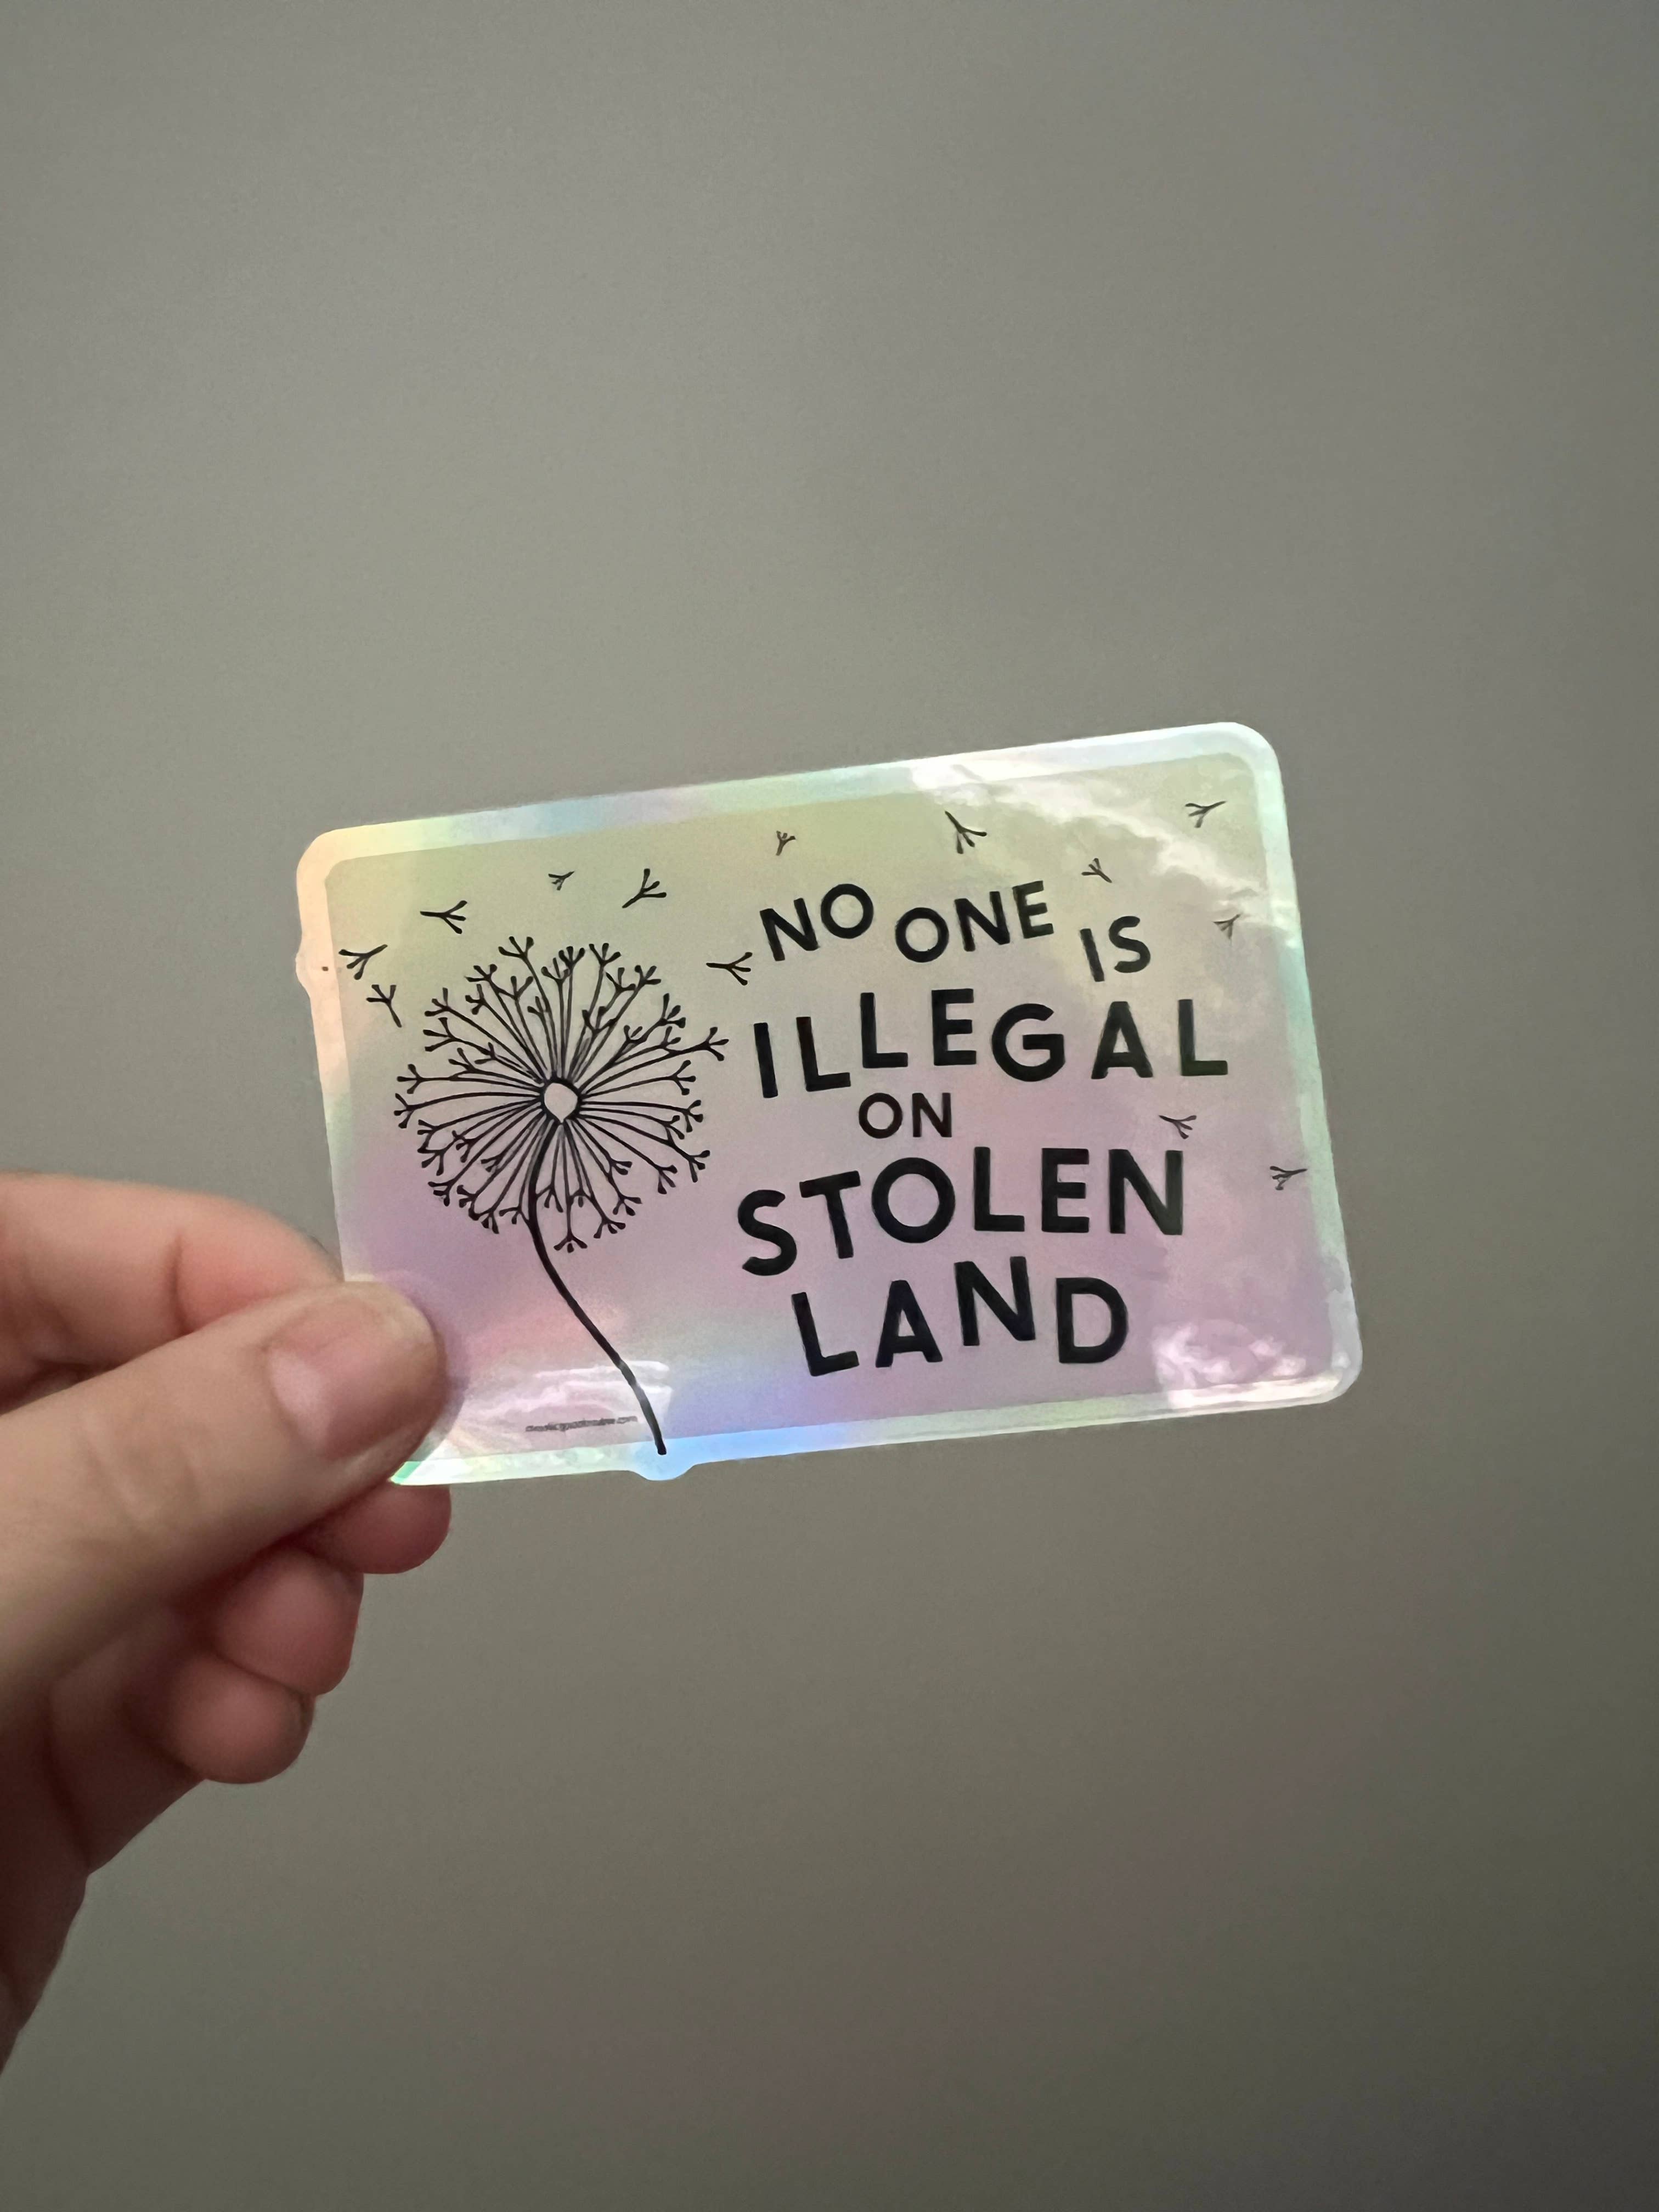 NO ONE IS
ILLEGAL
ON
STOLEN
LAND